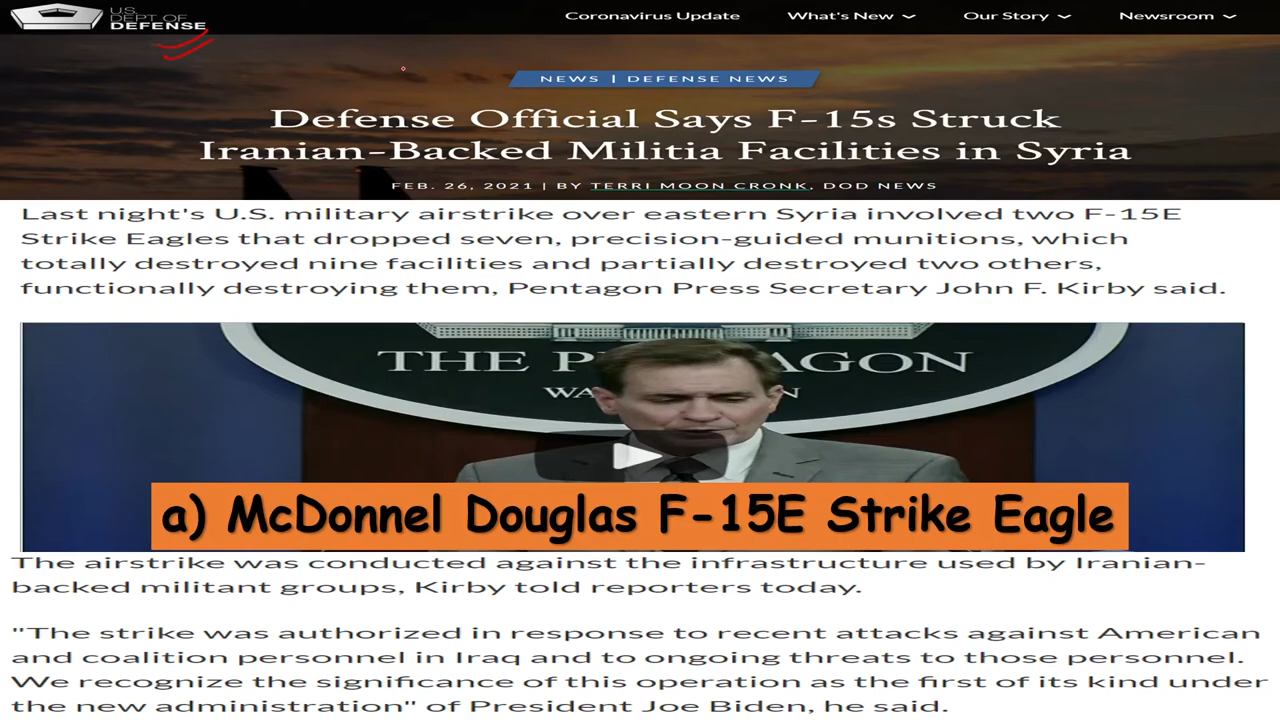 U.S.
DEPT OF
DEFENSE
Coronavirus Update What's New Our Story Newsroom
NEWS | DEFENSE NEWS
Defense Official Says F-15s Struck
Iranian-Backed Militia Facilities in Syria
FEB. 26, 2021 | BY TERRI MOON CRONK, DOD NEWS
Last night's U.S. military airstrike over eastern Syria involved two F-15E
Strike Eagles that dropped seven, precision-guided munitions, which
totally destroyed nine facilities and partially destroyed two others,
functionally destroying them, Pentagon Press Secretary John F. Kirby said.
THE P AGON
WA N
a) McDonnel Douglas F-15E Strike Eagle
The airstrike was conducted against the infrastructure used by Iranian-
backed militant groups, Kirby told reporters today.
"The strike was authorized in response to recent attacks against American
and coalition personnel in Iraq and to ongoing threats to those personnel.
We recognize the significance of this operation as the first of its kind under
the new administration" of President Joe Biden, he said.